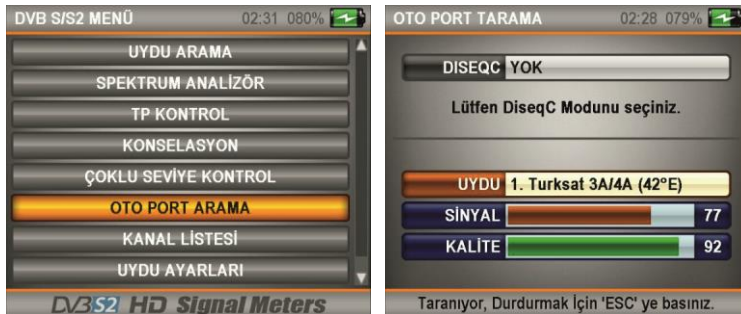 DVB S/S2 MENÜ 02:31 080%
UYDU ARAMA
SPEKTRUM ANALİZÖR
TP KONTROL
KONSELASYON
ÇOKLU SEVİYE KONTROL
OTO PORT ARAMA
KANAL LİSTESİ
UYDU AYARLARI
DVB S2 HD Signal Meters
OTO PORT TARAMA 02:28 079%
DISEQC YOK
Lütfen DiseqC Modunu seçiniz.
UYDU 1. Turksat 3A/4A (42°E)
SİNYAL 77
KALİTE 92
Taranıyor, Durdurmak İçin 'ESC' ye basınız.